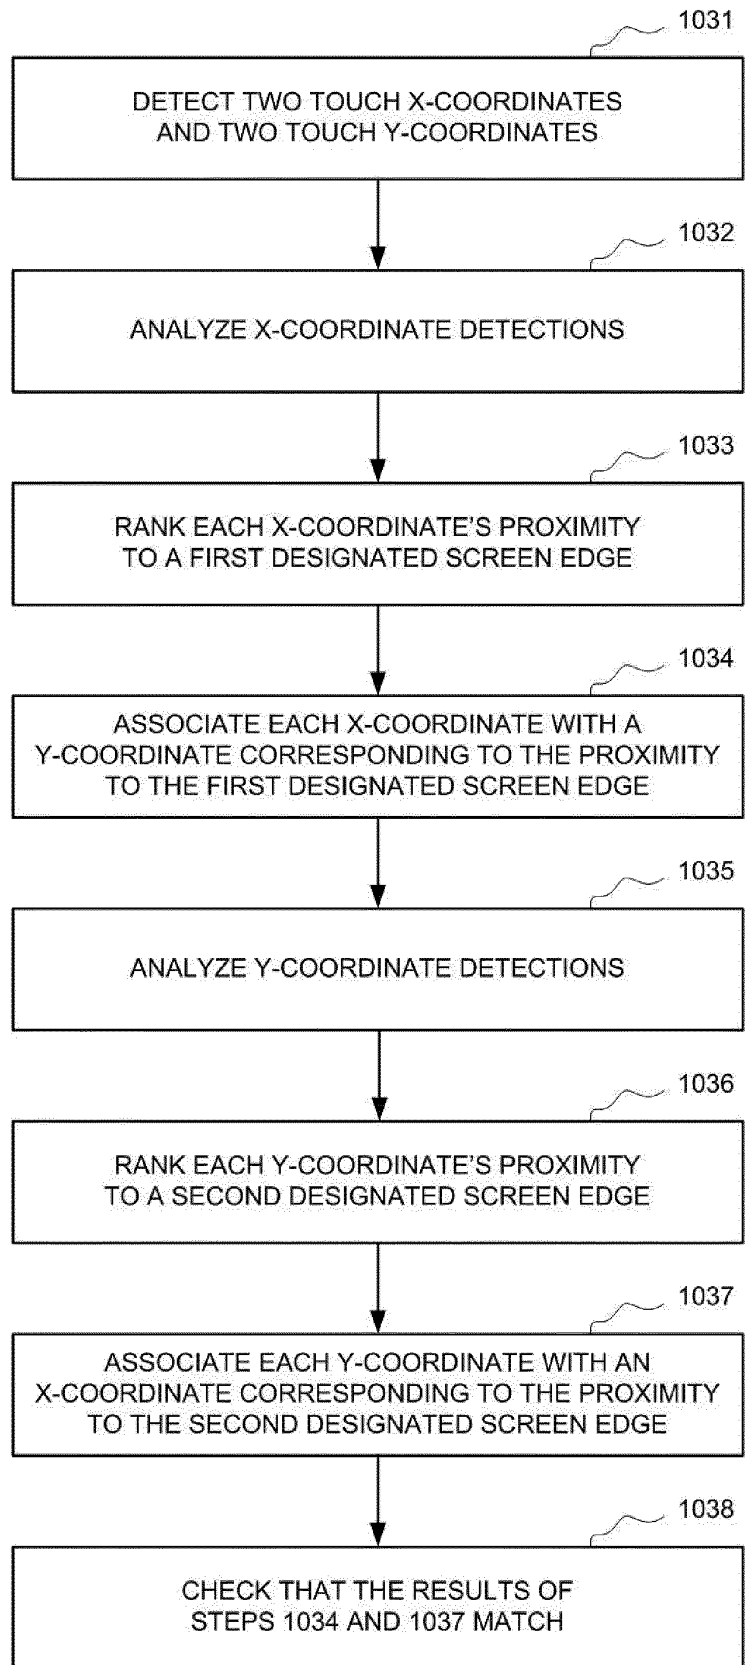 1031
DETECT TWO TOUCH X-COORDINATES
AND TWO TOUCH Y-COORDINATES
1032
ANALYZE X-COORDINATE DETECTIONS
1033
RANK EACH X-COORDINATE'S PROXIMITY
TO A FIRST DESIGNATED SCREEN EDGE
1034
ASSOCIATE EACH X-COORDINATE WITH A
Y-COORDINATE CORRESPONDING TO THE PROXIMITY
TO THE FIRST DESIGNATED SCREEN EDGE
1035
ANALYZE Y-COORDINATE DETECTIONS
1036
RANK EACH Y-COORDINATE'S PROXIMITY
TO A SECOND DESIGNATED SCREEN EDGE
1037
ASSOCIATE EACH Y-COORDINATE WITH AN
X-COORDINATE CORRESPONDING TO THE PROXIMITY
TO THE SECOND DESIGNATED SCREEN EDGE
1038
CHECK THAT THE RESULTS OF
STEPS 1034 AND 1037 MATCH